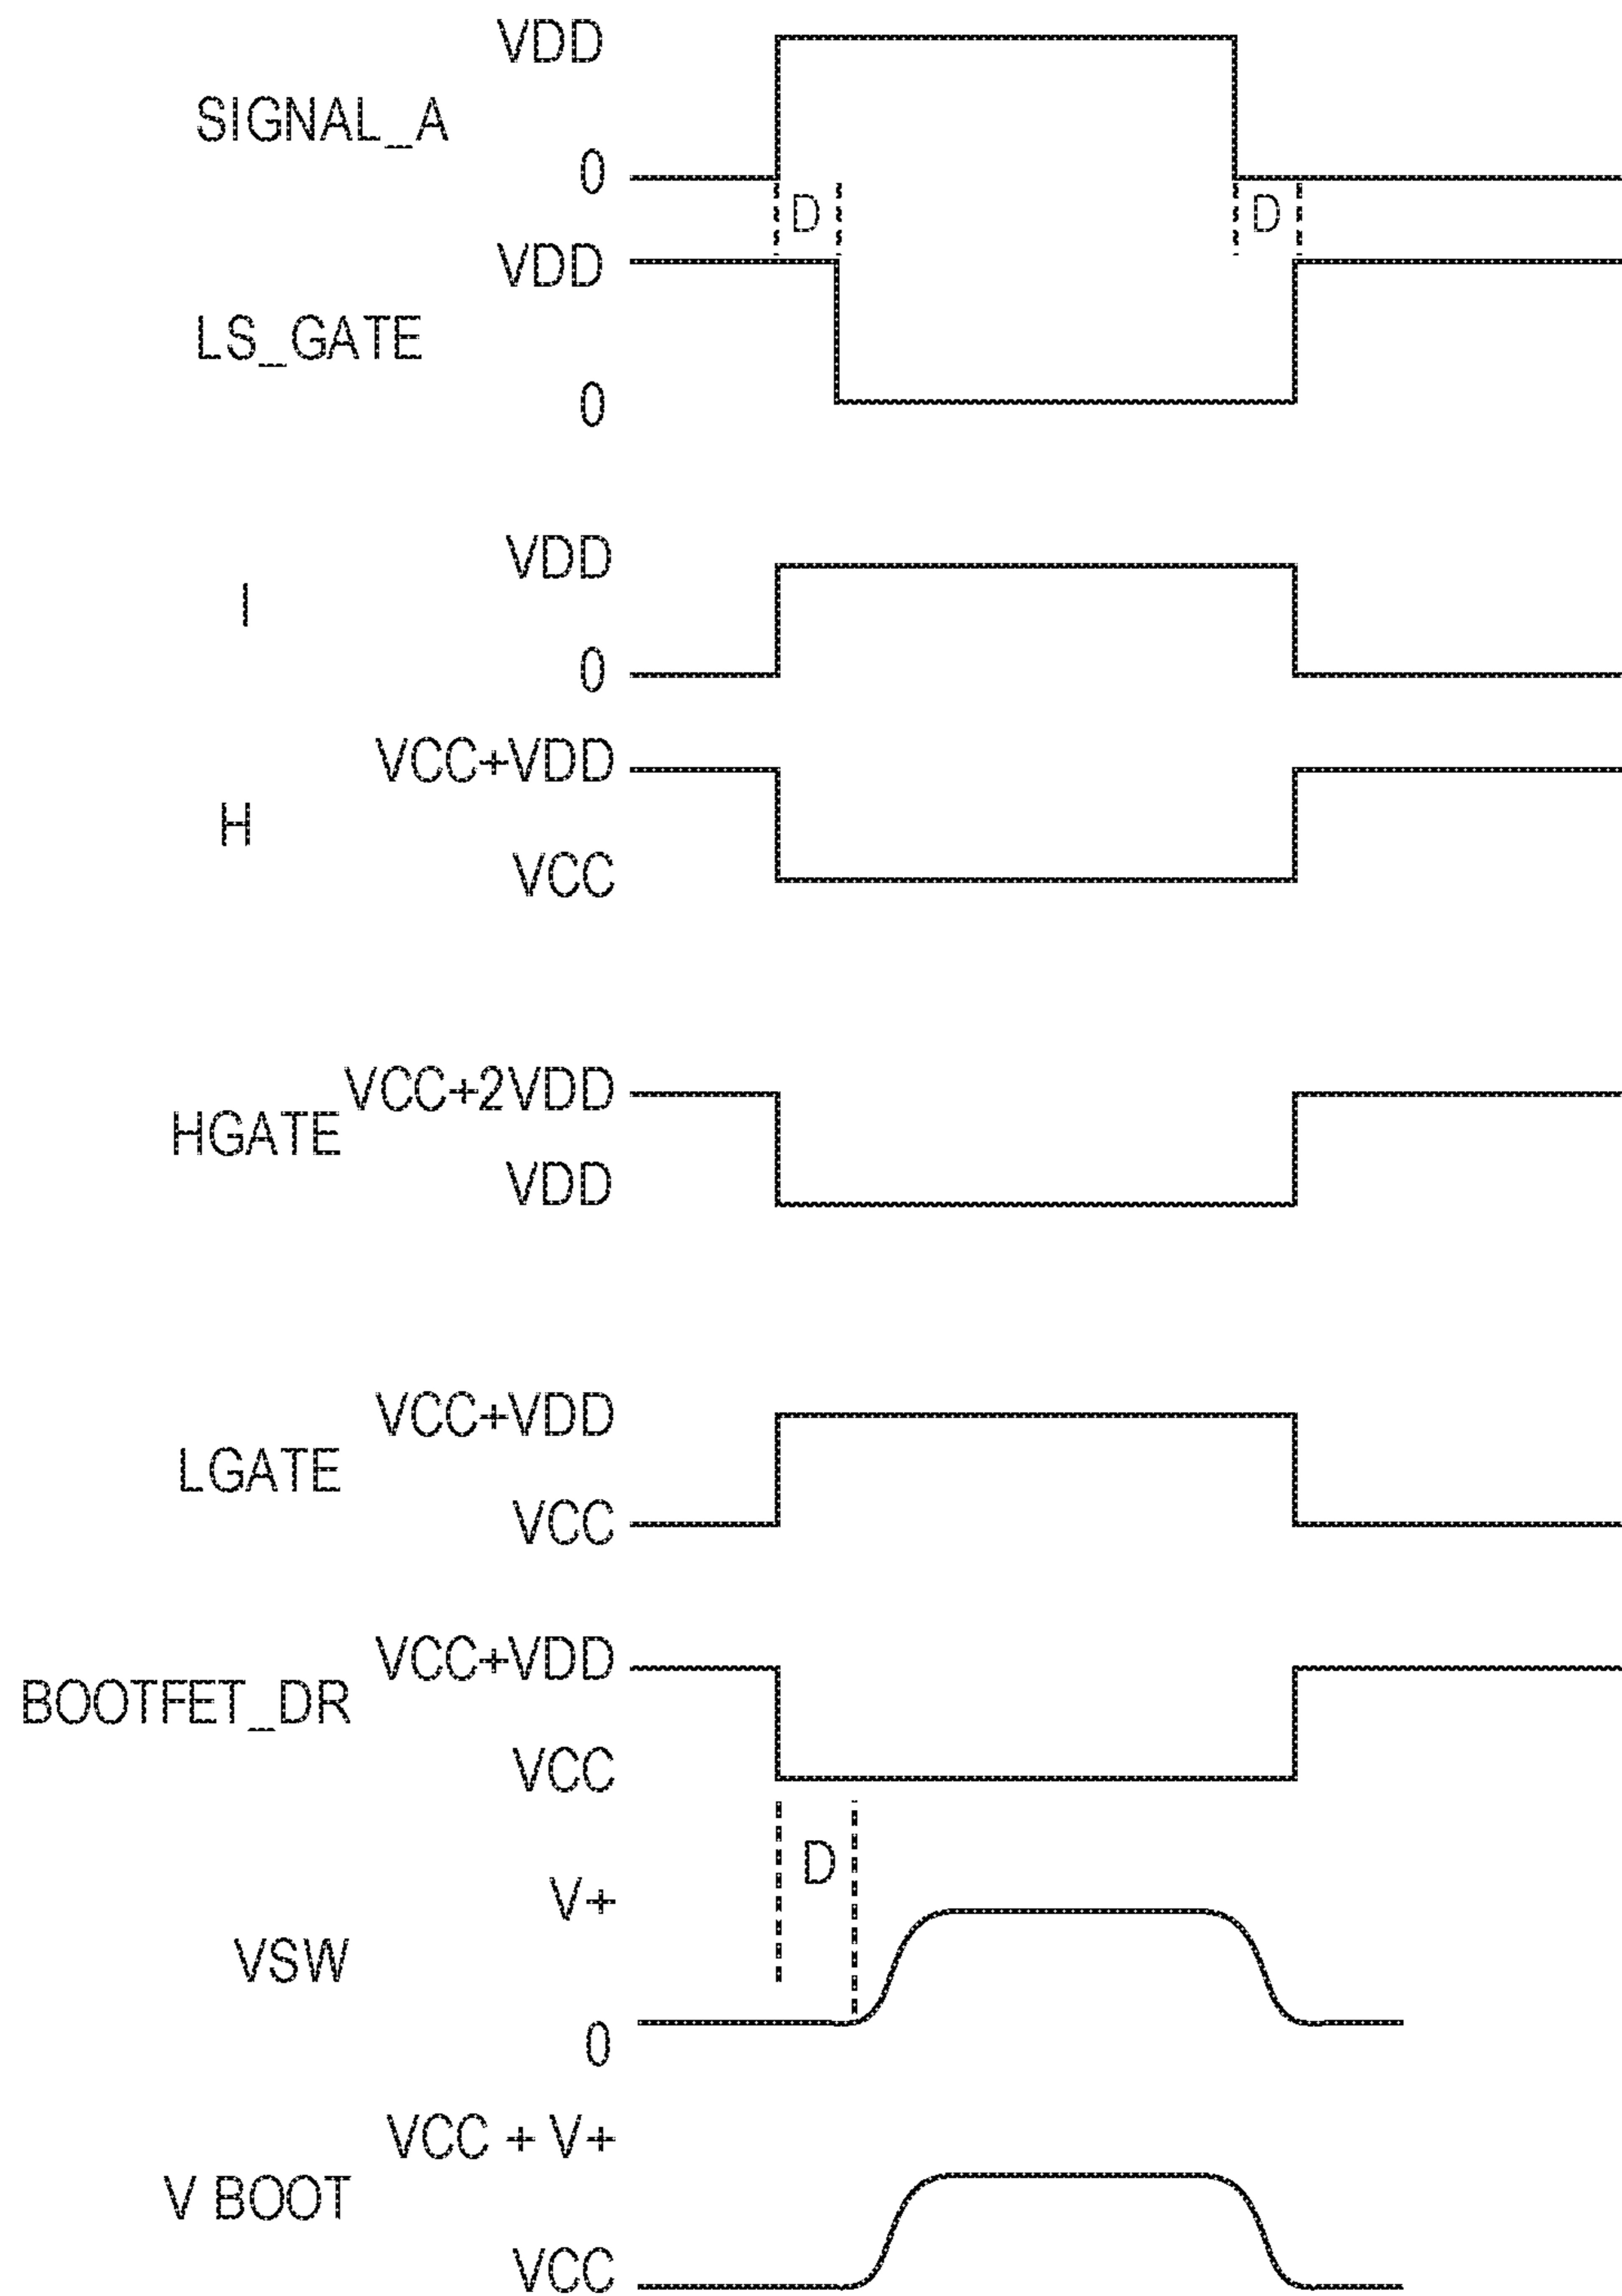 VDD
SIGNAL_A
0
D D
VDD
LS_GATE
0
VDD
I
0
VCC+VDD
H
VCC
VCC+2VDD
HGATE
VDD
VCC+VDD
LGATE
VCC
VCC+VDD
BOOTFET_DR
VCC
D
V+
VSW
0
VCC + V+
V BOOT
VCC